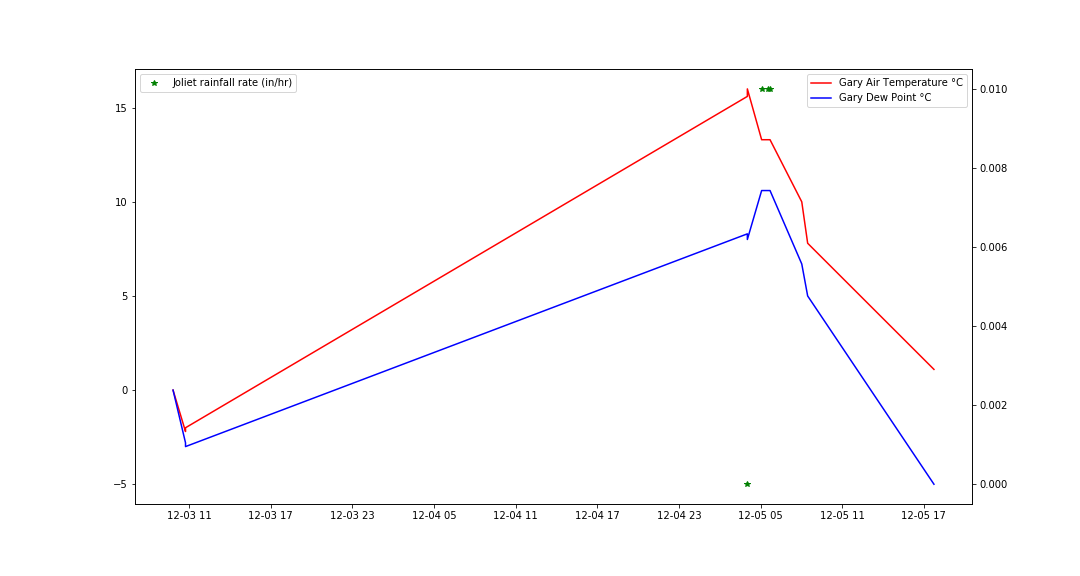 Joliet rainfall rate (in/hr)
Gary Air Temperature °C
Gary Dew Point °C
15
10
5
0
−5
0.010
0.008
0.006
0.004
0.002
0.000
12-03 11 12-03 17 12-03 23 12-04 05 12-04 11 12-04 17 12-04 23 12-05 05 12-05 11 12-05 17